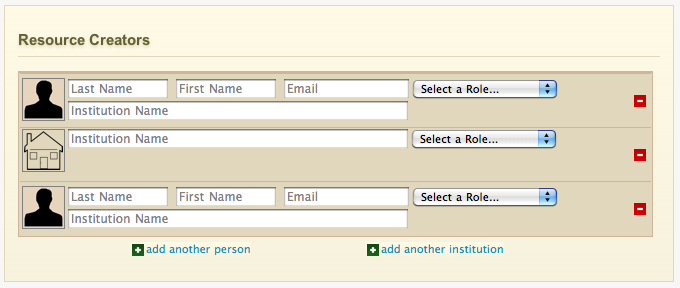 Resource Creators
Last Name First Name Email Select a Role...
Institution Name
Institution Name Select a Role...
Last Name First Name Email Select a Role...
Institution Name
add another person add another institution